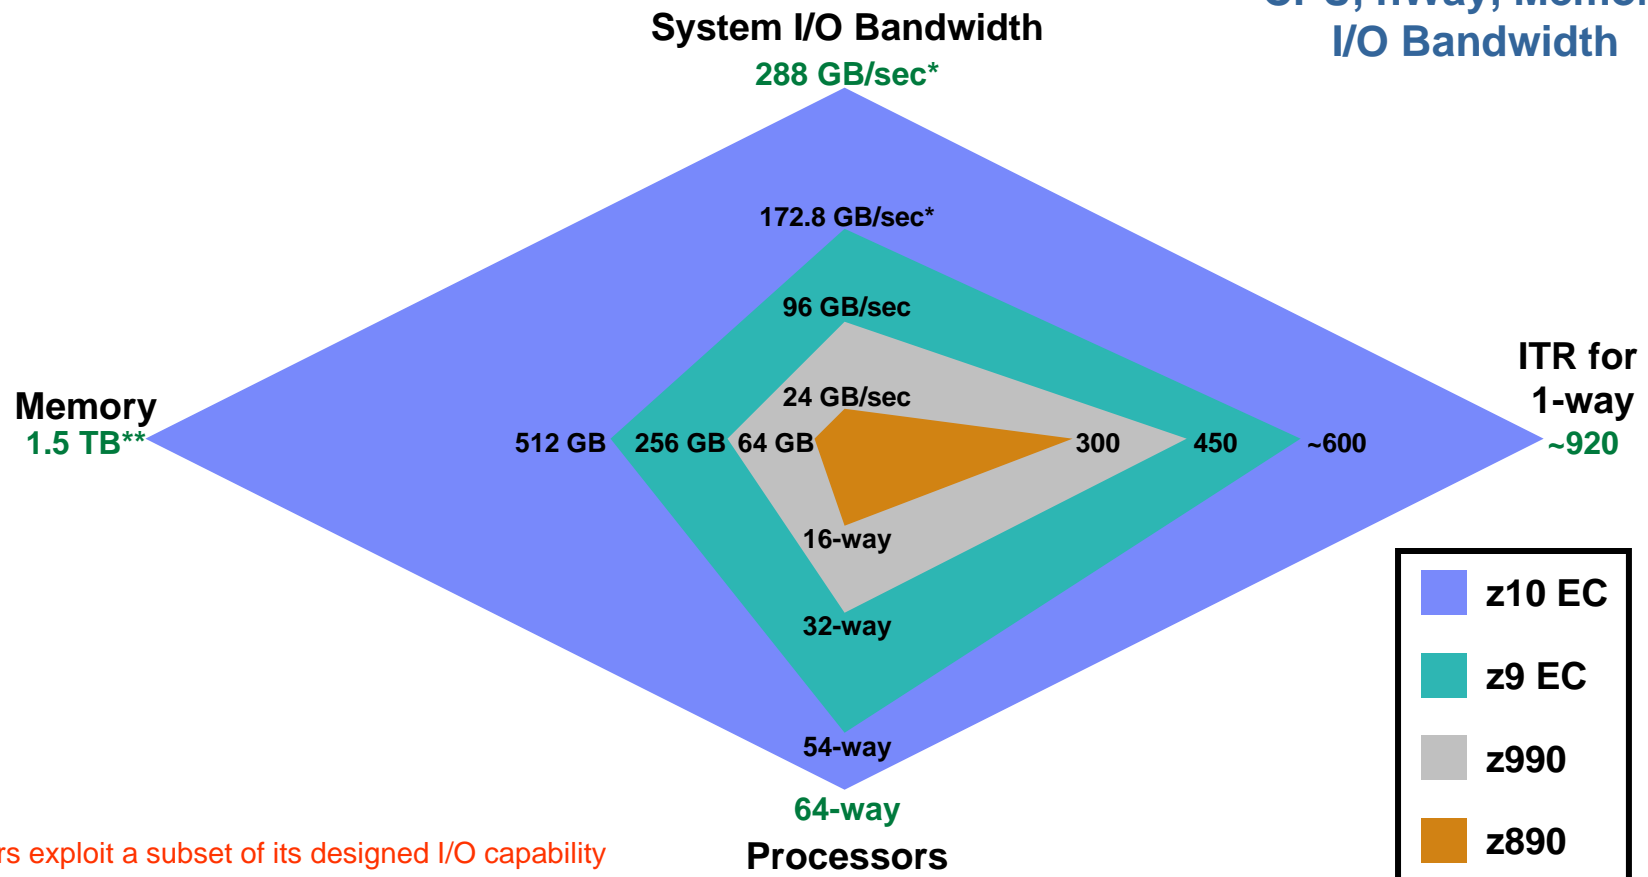 I/O Bandwidth
System I/O Bandwidth
288 GB/sec*
172.8 GB/sec*
96 GB/sec
24 GB/sec
ITR for
1-way
~920
Memory
1.5 TB**
512 GB 256 GB 64 GB 300 450 ~600
16-way
32-way
54-way
64-way
Processors
z10 EC
z9 EC
z990
z890
exploit a subset of its designed I/O capability